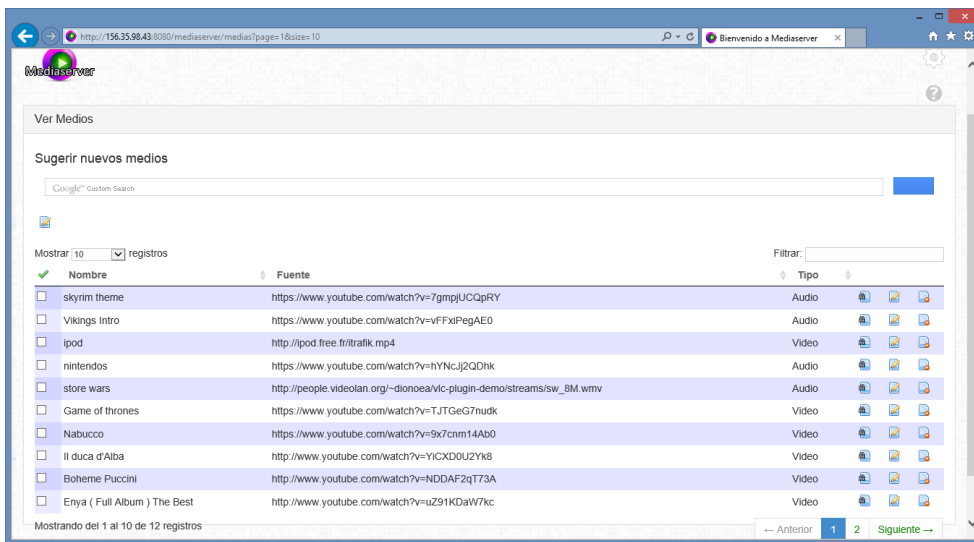 http://156.35.98.43:8080/mediaserver/medias?page=1&size=10 Bienvenido a Mediaserver
Mediaserver
Ver Medios
Sugerir nuevos medios
Google™ Custom Search
Mostrar 10 registros Filtrar:
Nombre Fuente Tipo
skyrim theme https://www.youtube.com/watch?v=7gmpjUCQpRY Audio
Vikings Intro https://www.youtube.com/watch?v=vFFxiPegAE0 Audio
ipod http://ipod.free.fr/itrafik.mp4 Video
nintendos https://www.youtube.com/watch?v=hYNcJj2QDhk Audio
store wars http://people.videolan.org/~dionoea/vlc-plugin-demo/streams/sw_8M.wmv Audio
Game of thrones https://www.youtube.com/watch?v=TJTGeG7nudk Video
Nabucco https://www.youtube.com/watch?v=9x7cnm14Ab0 Video
Il duca d'Alba http://www.youtube.com/watch?v=YiCXD0U2Yk8 Video
Boheme Puccini http://www.youtube.com/watch?v=NDDAF2qT73A Video
Enya ( Full Album ) The Best http://www.youtube.com/watch?v=uZ91KDaW7kc Video
Mostrando del 1 al 10 de 12 registros ← Anterior 1 2 Siguiente →